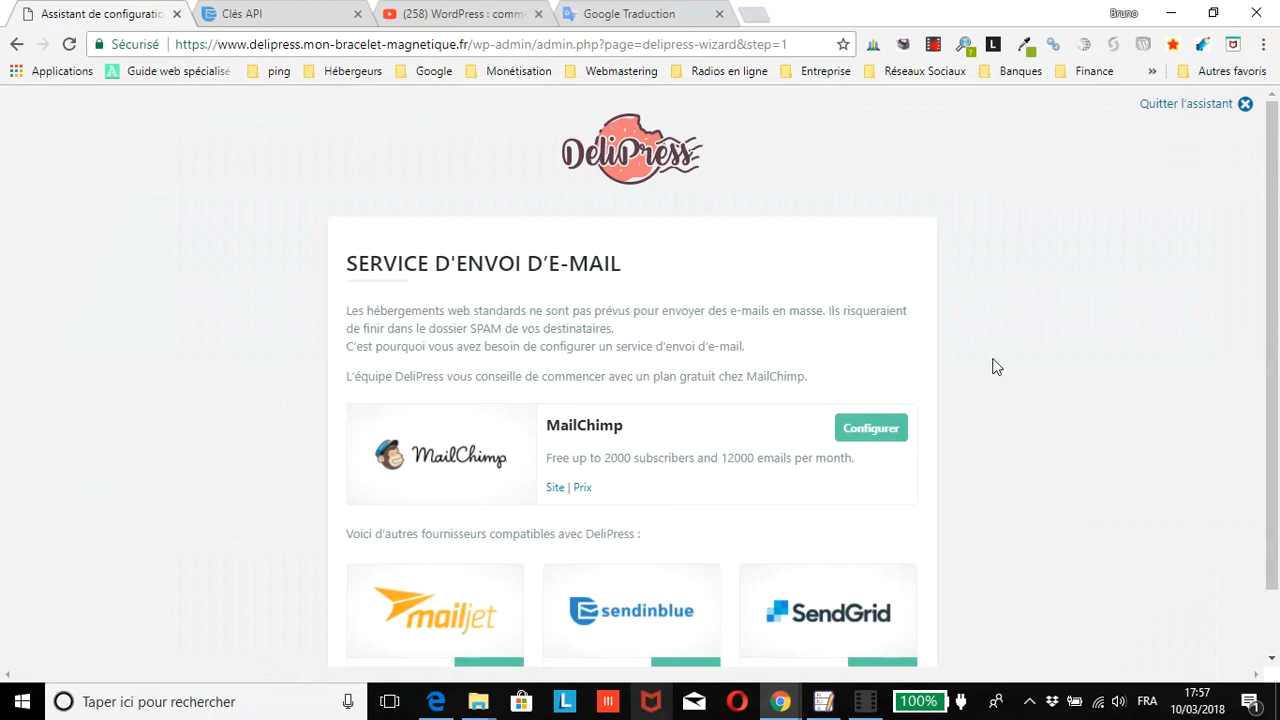 Assistant de configuratio
Clés API
(258) WordPress : comm
Google Traduction
Bruno
Sécurisé
https://www.delipress.mon-bracelet-magnetique.fr/wp-admin/admin.php?page=delipress-wizard&step=1
Applications
Guide web spécialisé
ping
Hébergeurs
Google
Monétisation
Webmastering
Radios en ligne
Entreprise
Réseaux Sociaux
Banques
Finance
»
Autres favoris
Quitter l'assistant
DeliPress
SERVICE D'ENVOI D'E-MAIL
Les hébergements web standards ne sont pas prévus pour envoyer des e-mails en masse. Ils risqueraient
de finir dans le dossier SPAM de vos destinataires.
C'est pourquoi vous avez besoin de configurer un service d'envoi d'e-mail.
L'équipe DeliPress vous conseille de commencer avec un plan gratuit chez MailChimp.
MailChimp
MailChimp
Configurer
Free up to 2000 subscribers and 12000 emails per month.
Site | Prix
Voici d'autres fournisseurs compatibles avec DeliPress :
mailjet
sendinblue
SendGrid
Taper ici pour rechercher
L
100%
FRA
17:57
10/03/2018
1